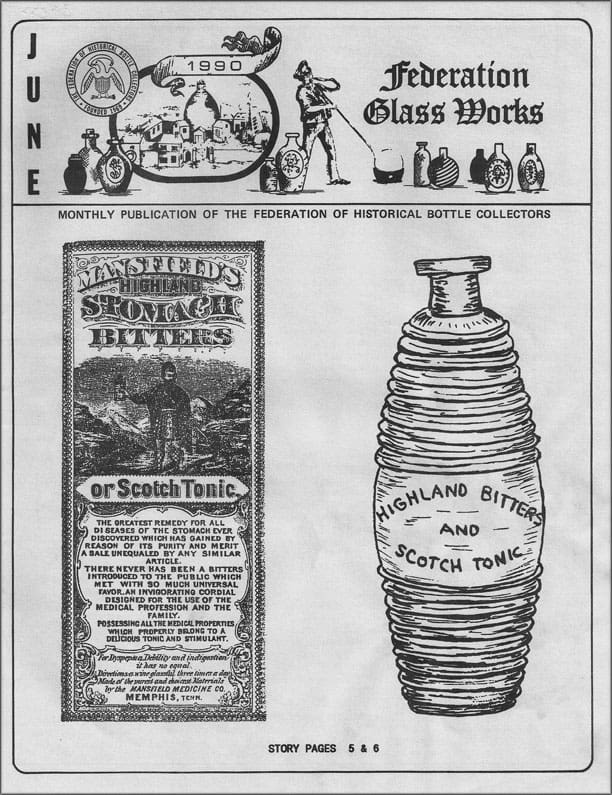 JUNE
THE FEDERATION OF HISTORICAL BOTTLE COLLECTORS
FOUNDED 1969
1990
Federation
Glass Works
MONTHLY PUBLICATION OF THE FEDERATION OF HISTORICAL BOTTLE COLLECTORS
MANSFIELD'S
HIGHLAND
STOMACH
BITTERS
or Scotch Tonic.
THE GREATEST REMEDY FOR ALL
DISEASES OF THE STOMACH EVER
DISCOVERED WHICH HAS GAINED BY
REASON OF ITS PURITY AND MERIT
A SALE UNEQUALED BY ANY SIMILAR
ARTICLE.
THERE NEVER HAS BEEN A BITTERS
INTRODUCED TO THE PUBLIC WHICH
MET WITH SO MUCH UNIVERSAL
FAVOR. AN INVIGORATING CORDIAL
DESIGNED FOR THE USE OF THE
MEDICAL PROFESSION AND THE
FAMILY.
POSSESSING ALL THE MEDICAL PROPERTIES
WHICH PROPERLY BELONG TO A
DELICIOUS TONIC AND STIMULANT.
For Dyspepsia, Debility and indigestion
it has no equal.
Directions a wine glassful three times a day
Made of the purest and choicest Materials
by the MANSFIELD MEDICINE CO.
MEMPHIS, TENN.
HIGHLAND BITTERS
AND
SCOTCH TONIC
STORY PAGES 5 & 6